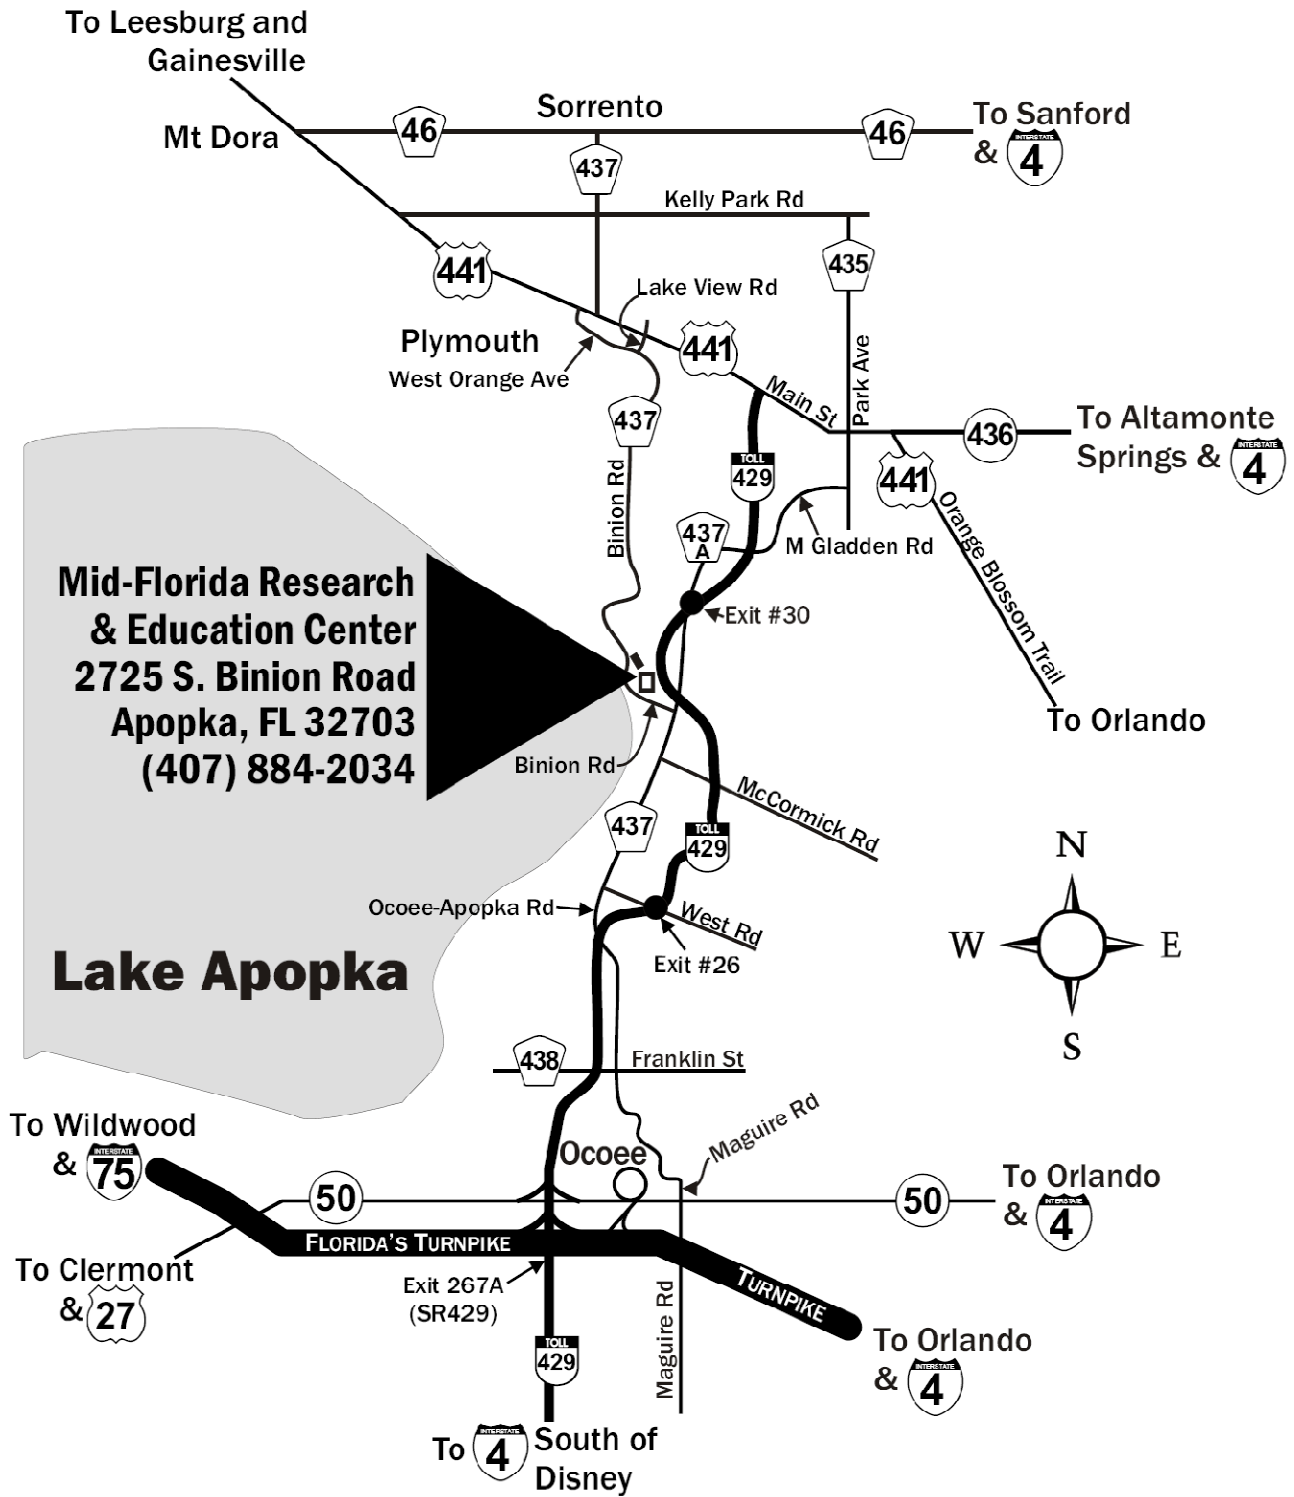 To Leesburg and
Gainesville
Mt Dora
46
Sorrento
46
To Sanford
&
INTERSTATE
4
437
Kelly Park Rd
441
435
Lake View Rd
Plymouth
441
West Orange Ave
Park Ave
Main St
437
436
To Altamonte
Springs &
INTERSTATE
4
TOLL
429
441
Binion Rd
Orange Blossom Trail
437
A
M Gladden Rd
Mid-Florida Research
& Education Center
2725 S. Binion Road
Apopka, FL 32703
(407) 884-2034
Exit #30
To Orlando
Binion Rd
McCormick Rd
437
TOLL
429
N
W
E
S
Ocoee-Apopka Rd
West Rd
Exit #26
Lake Apopka
438
Franklin St
To Wildwood
&
INTERSTATE
75
Maguire Rd
Ocoee
50
50
To Orlando
&
INTERSTATE
4
FLORIDA'S TURNPIKE
To Clermont
&
27
Exit 267A
(SR429)
TURNPIKE
Maguire Rd
To Orlando
&
INTERSTATE
4
TOLL
429
To
INTERSTATE
4
South of
Disney